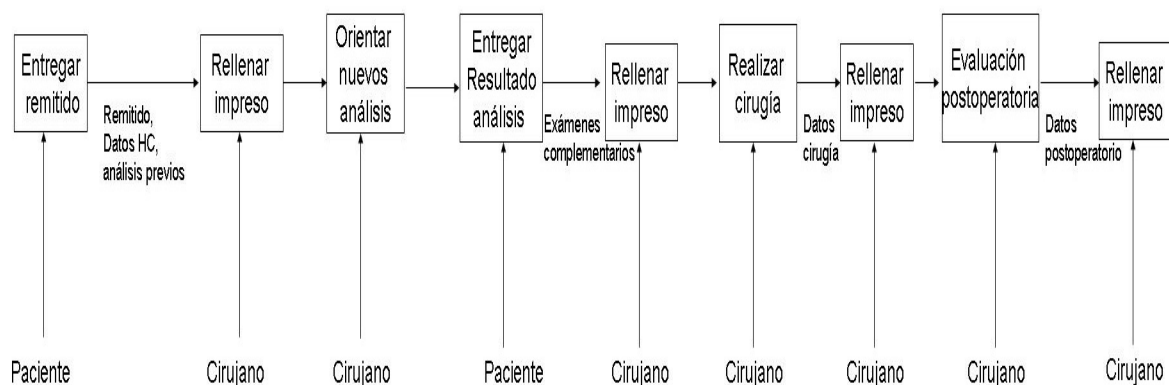 Entregar
remitido
Remitido,
Datos HC,
análisis previos
Rellenar
impreso
Orientar
nuevos
análisis
Entregar
Resultado
análisis
Exámenes
complementarios
Rellenar
impreso
Realizar
cirugía
Datos
cirugía
Rellenar
impreso
Evaluación
postoperatoria
Datos
postoperatorio
Rellenar
impreso
Paciente
Cirujano
Cirujano
Paciente
Cirujano
Cirujano
Cirujano
Cirujano
Cirujano